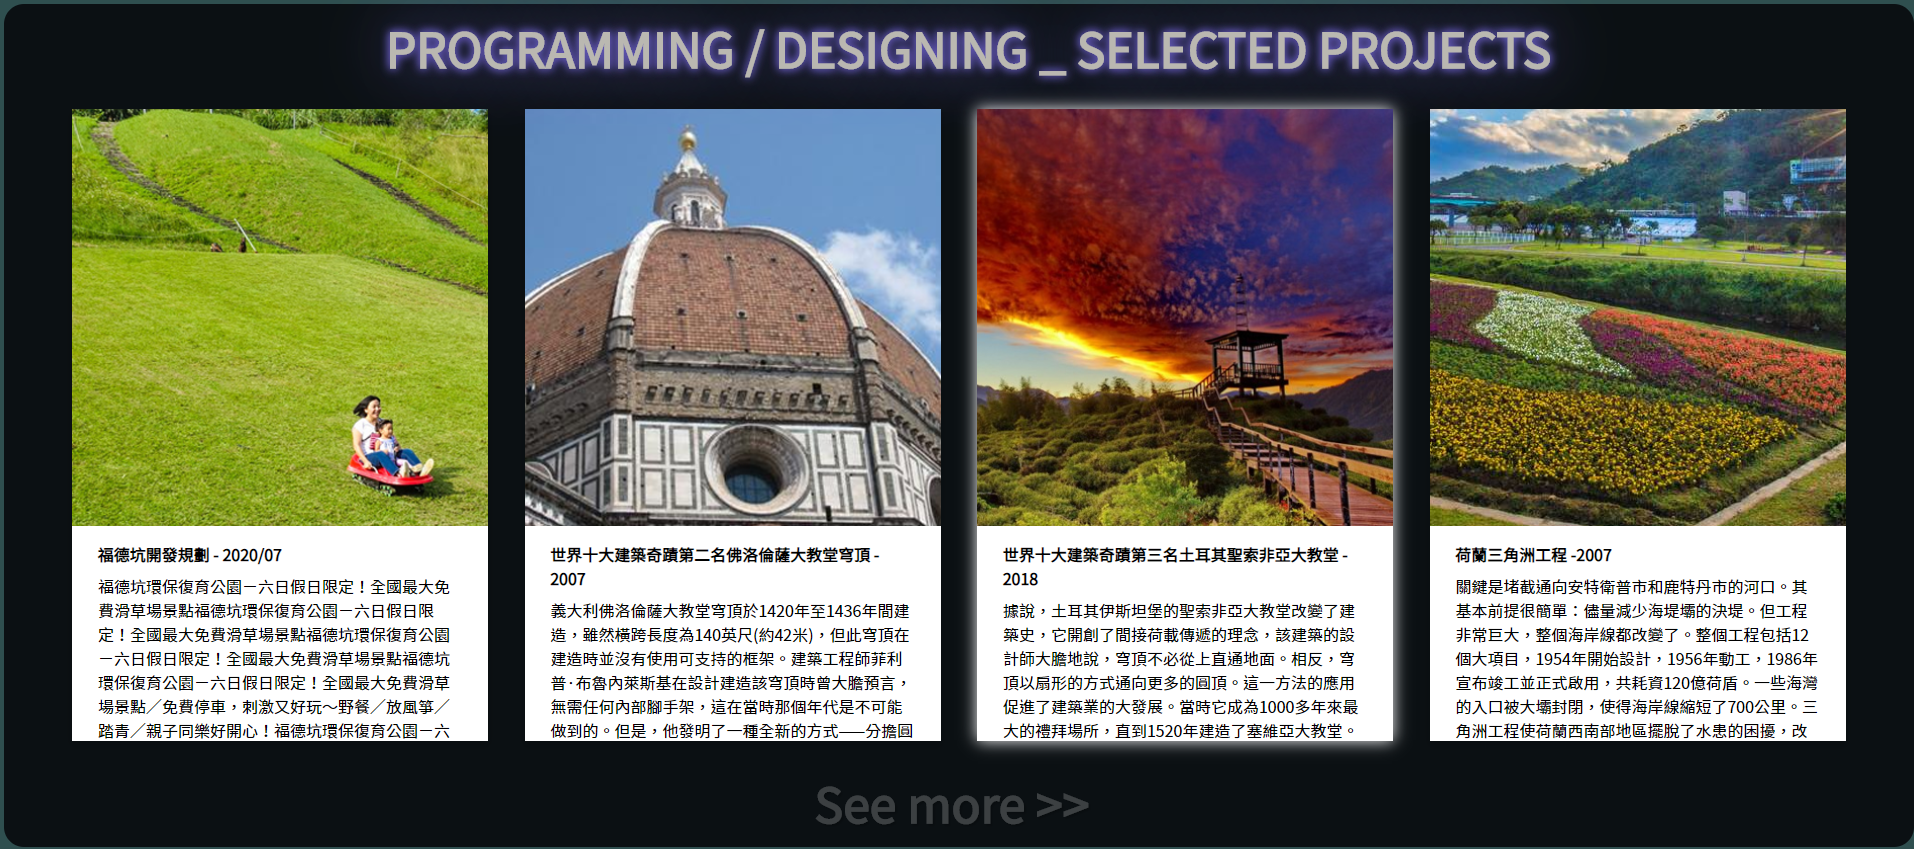 PROGRAMMING / DESIGNING _ SELECTED PROJECTS
福德坑開發規劃 - 2020/07
福德坑環保復育公園－六日假日限定！全國最大免
費滑草場景點福德坑環保復育公園－六日假日限
定！全國最大免費滑草場景點福德坑環保復育公園
－六日假日限定！全國最大免費滑草場景點福德坑
環保復育公園－六日假日限定！全國最大免費滑草
場景點／免費停車，刺激又好玩～野餐／放風箏／
踏青／親子同樂好開心！福德坑環保復育公園－六
世界十大建築奇蹟第二名佛洛倫薩大教堂穹頂 -
2007
義大利佛洛倫薩大教堂穹頂於1420年至1436年間建
造，雖然橫跨長度為140英尺(約42米)，但此穹頂在
建造時並沒有使用可支持的框架。建築工程師菲利
普·布魯內萊斯基在設計建造該穹頂時曾大膽預言，
無需任何內部腳手架，這在當時那個年代是不可能
做到的。但是，他發明了一種全新的方式——分擔圓
世界十大建築奇蹟第三名土耳其聖索非亞大教堂 -
2018
據說，土耳其伊斯坦堡的聖索非亞大教堂改變了建
築史，它開創了間接荷載傳遞的理念，該建築的設
計師大膽地說，穹頂不必從上直通地面。相反，穹
頂以扇形的方式通向更多的圓頂。這一方法的應用
促進了建築業的大發展。當時它成為1000多年來最
大的禮拜場所，直到1520年建造了塞維亞大教堂。
荷蘭三角洲工程 -2007
關鍵是堵截通向安特衛普市和鹿特丹市的河口。其
基本前提很簡單：儘量減少海堤壩的決堤。但工程
非常巨大，整個海岸線都改變了。整個工程包括12
個大項目，1954年開始設計，1956年動工，1986年
宣布竣工並正式啟用，共耗資120億荷盾。一些海灣
的入口被大壩封閉，使得海岸線縮短了700公里。三
角洲工程使荷蘭西南部地區擺脫了水患的困擾，改
See more >>